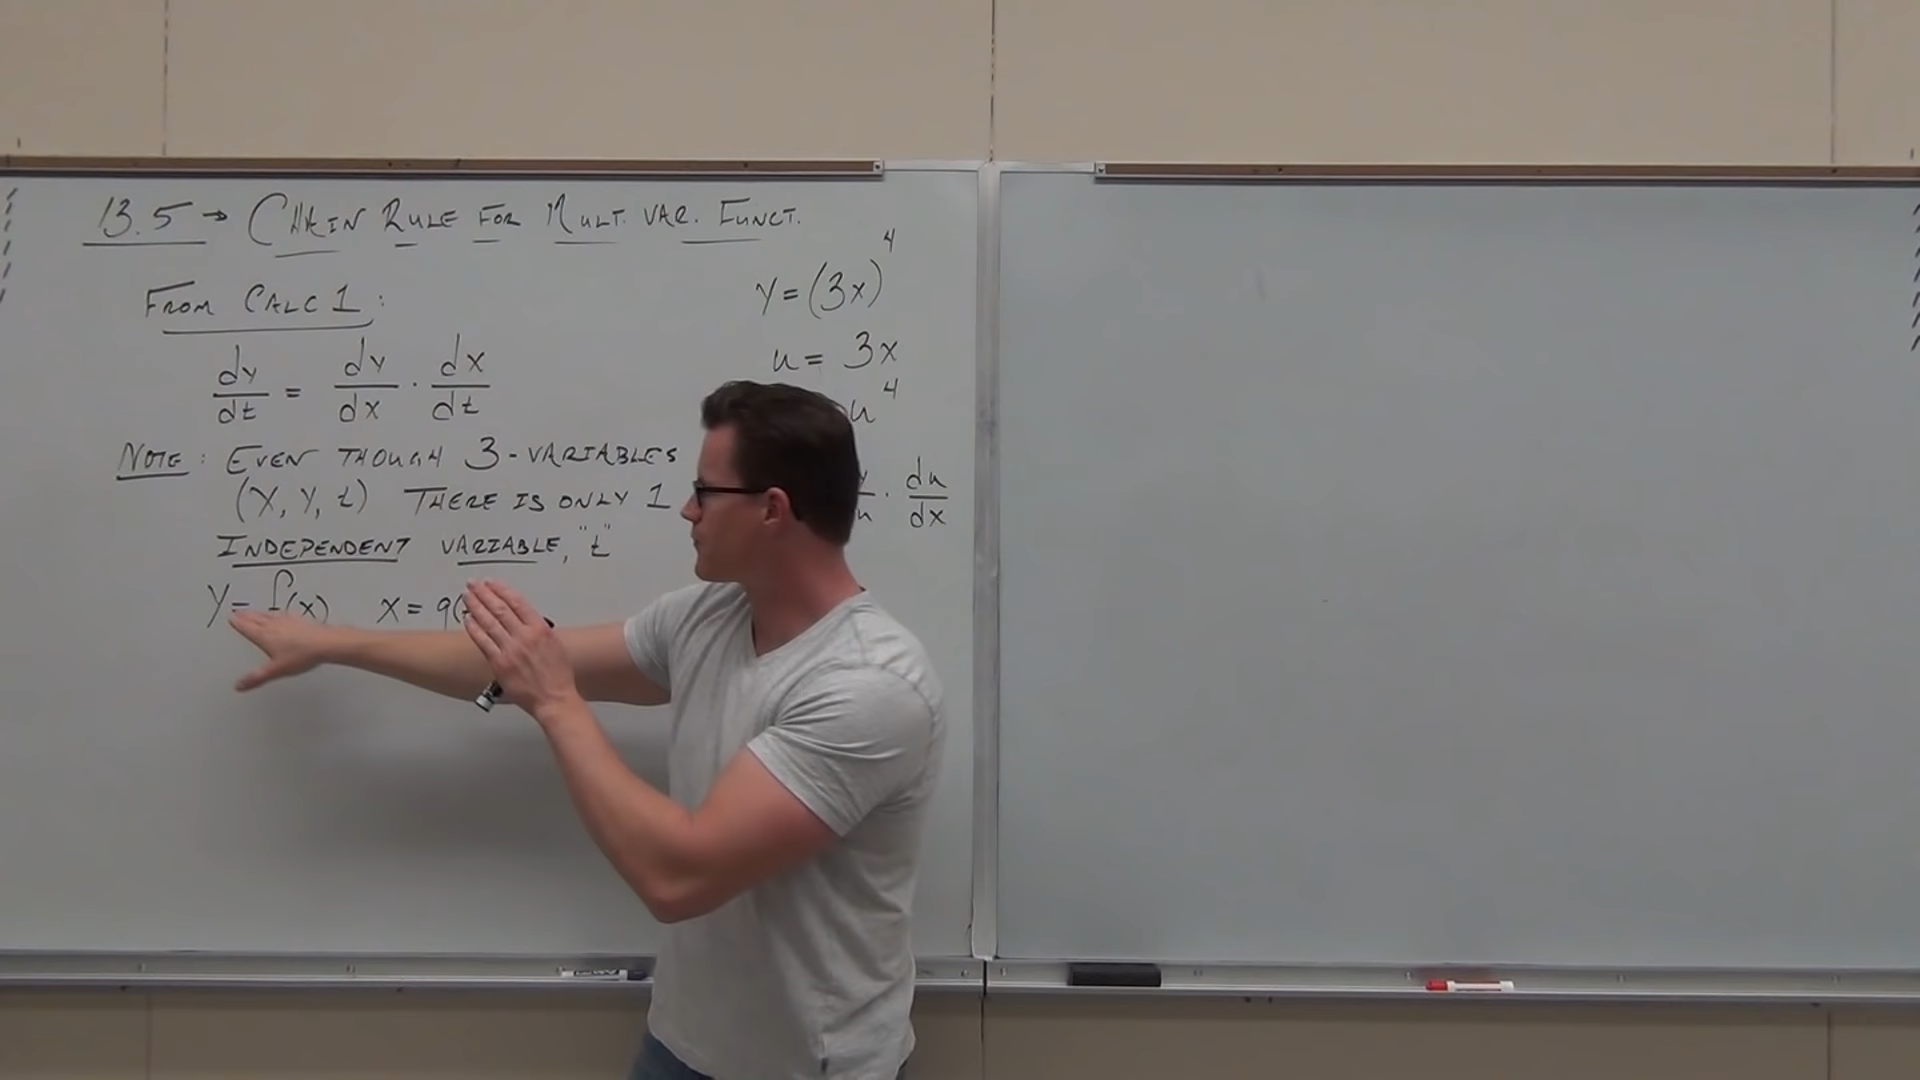 13.5 → CHAIN RULE FOR MULT. VAR. FUNCT.
FROM CALC 1:
dy/dt = dy/dx · dx/dt
NOTE: EVEN THOUGH 3-VARIABLES
(X, Y, t) THERE IS ONLY 1
INDEPENDENT VARIABLE, "t"
y = f(x) x = g(
y = (3x)^4
u = 3x
u^4
· du/dx